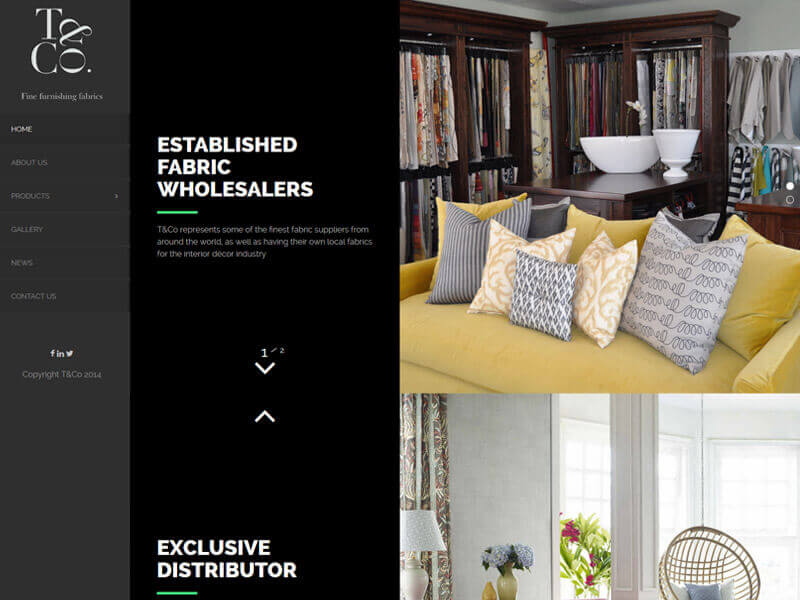 T&
Co.
Fine furnishing fabrics
HOME
ABOUT US
PRODUCTS
GALLERY
NEWS
CONTACT US
Copyright T&Co 2014
ESTABLISHED
FABRIC
WHOLESALERS
T&Co represents some of the finest fabric suppliers from
around the world, as well as having their own local fabrics
for the interior décor industry
1 / 2
EXCLUSIVE
DISTRIBUTOR